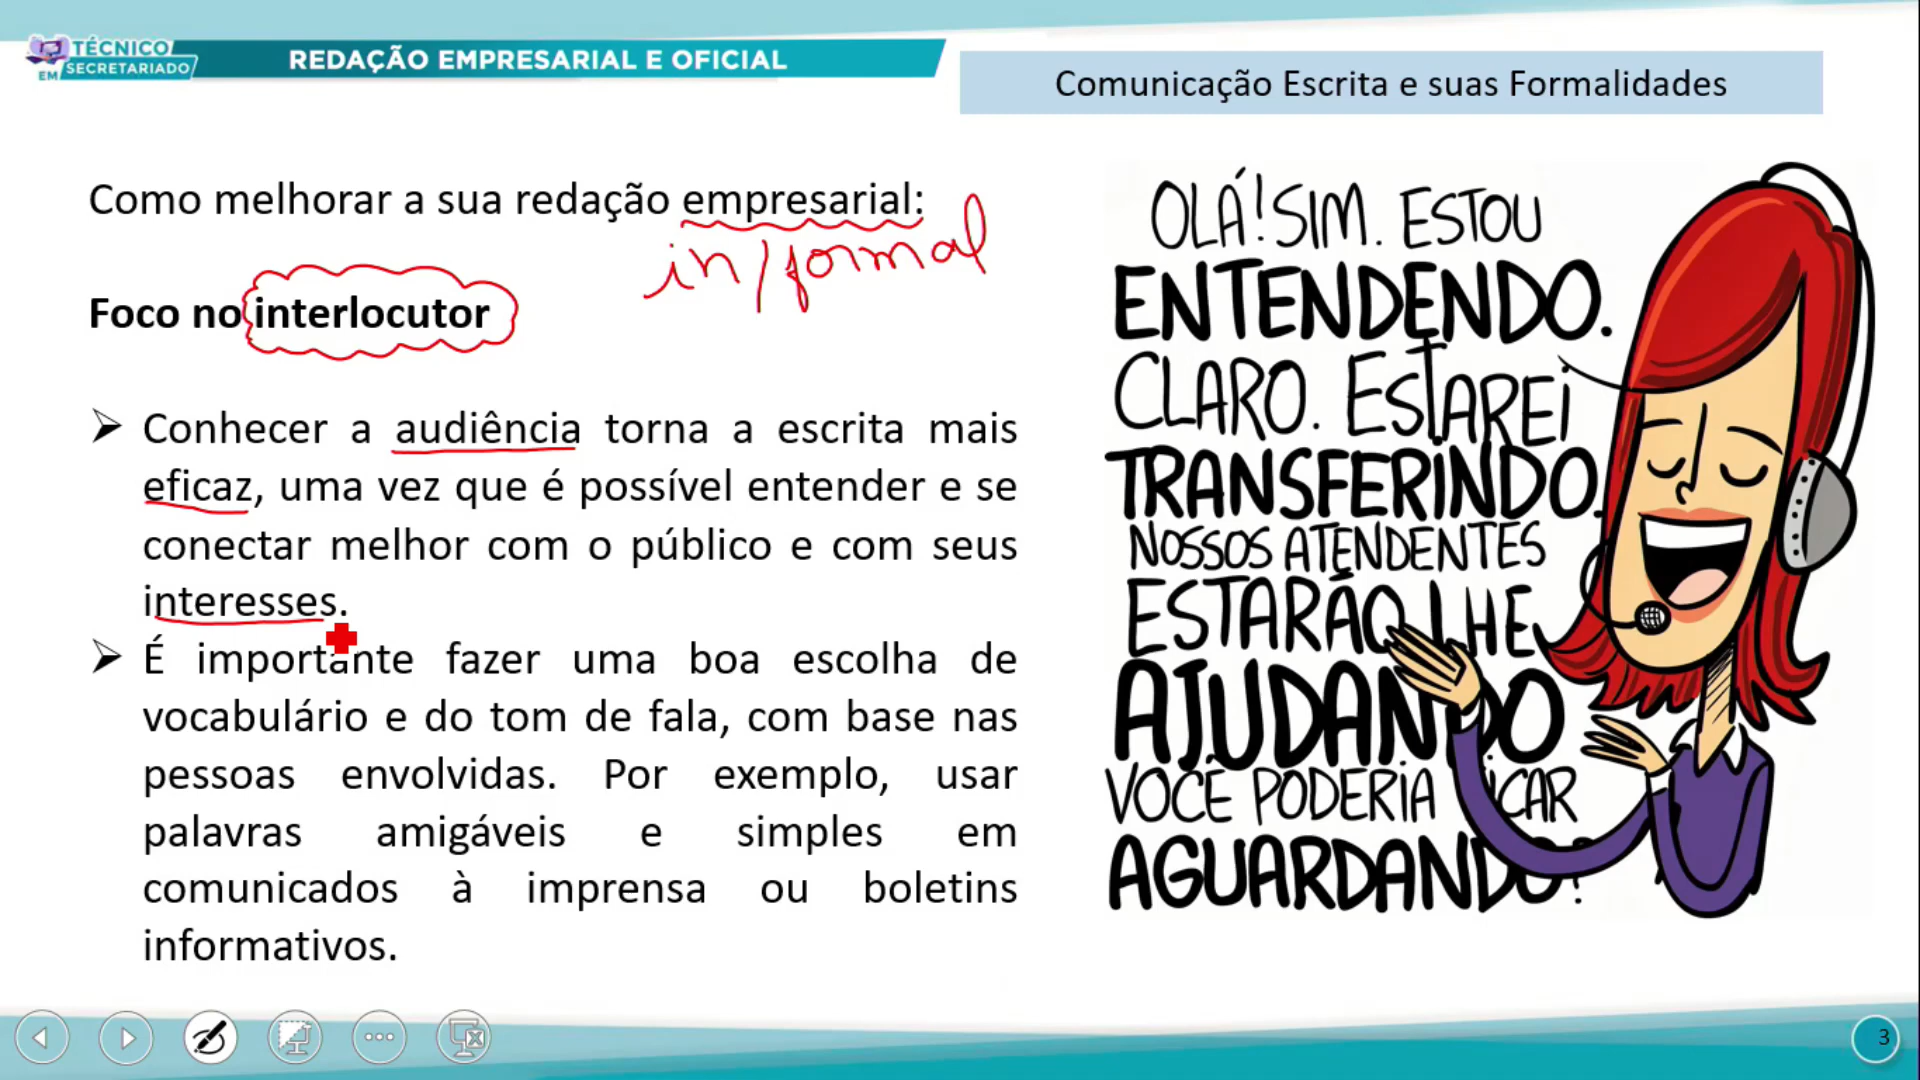 TÉCNICO
EM SECRETARIADO
REDAÇÃO EMPRESARIAL E OFICIAL
Comunicação Escrita e suas Formalidades
Como melhorar a sua redação empresarial:
in/formal
Foco no interlocutor
Conhecer a audiência torna a escrita mais
eficaz, uma vez que é possível entender e se
conectar melhor com o público e com seus
interesses.
É importante fazer uma boa escolha de
vocabulário e do tom de fala, com base nas
pessoas envolvidas. Por exemplo, usar
palavras amigáveis e simples em
comunicados à imprensa ou boletins
informativos.
OLÁ! SIM. ESTOU
ENTENDENDO.
CLARO. ESTAREI
TRANSFERINDO.
NOSSOS ATENDENTES
ESTARÃO LHE
AJUDANDO
VOCÊ PODERIA FICAR
AGUARDANDO?
3